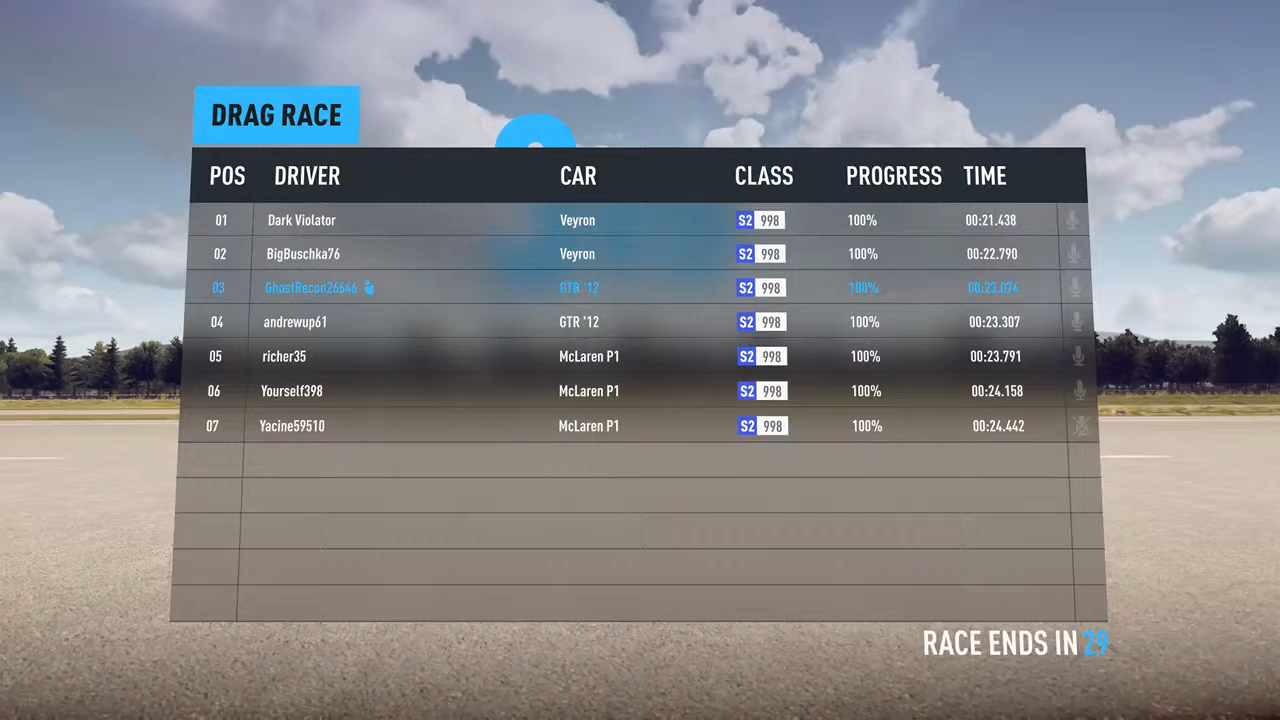 DRAG RACE
POS DRIVER CAR CLASS PROGRESS TIME
01 Dark Violator Veyron S2 998 100% 00:21.438
02 BigBuschka76 Veyron S2 998 100% 00:22.790
03 GhostRecon26646 GTR '12 S2 998 100% 00:23.074
04 andrewup61 GTR '12 S2 998 100% 00:23.307
05 richer35 McLaren P1 S2 998 100% 00:23.791
06 Yourself398 McLaren P1 S2 998 100% 00:24.158
07 Yacine59510 McLaren P1 S2 998 100% 00:24.442
RACE ENDS IN 29